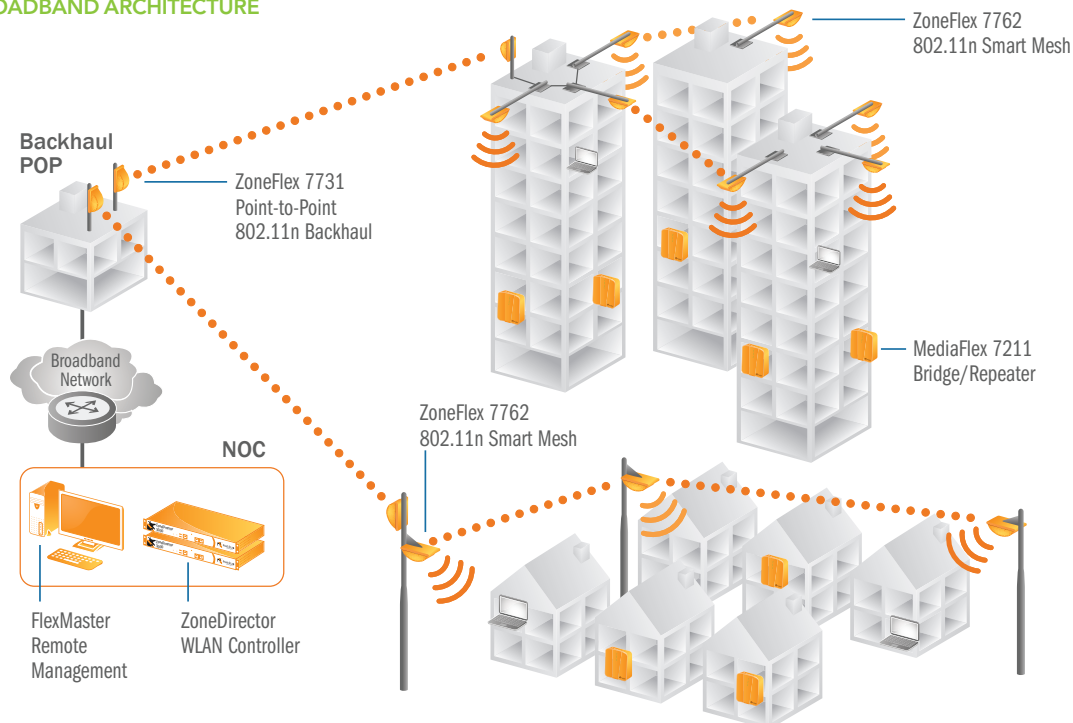 OADBAND ARCHITECTURE
ZoneFlex 7762
802.11n Smart Mesh
Backhaul
POP
ZoneFlex 7731
Point-to-Point
802.11n Backhaul
Broadband
Network
MediaFlex 7211
Bridge/Repeater
ZoneFlex 7762
802.11n Smart Mesh
NOC
FlexMaster
Remote
Management
ZoneDirector
WLAN Controller